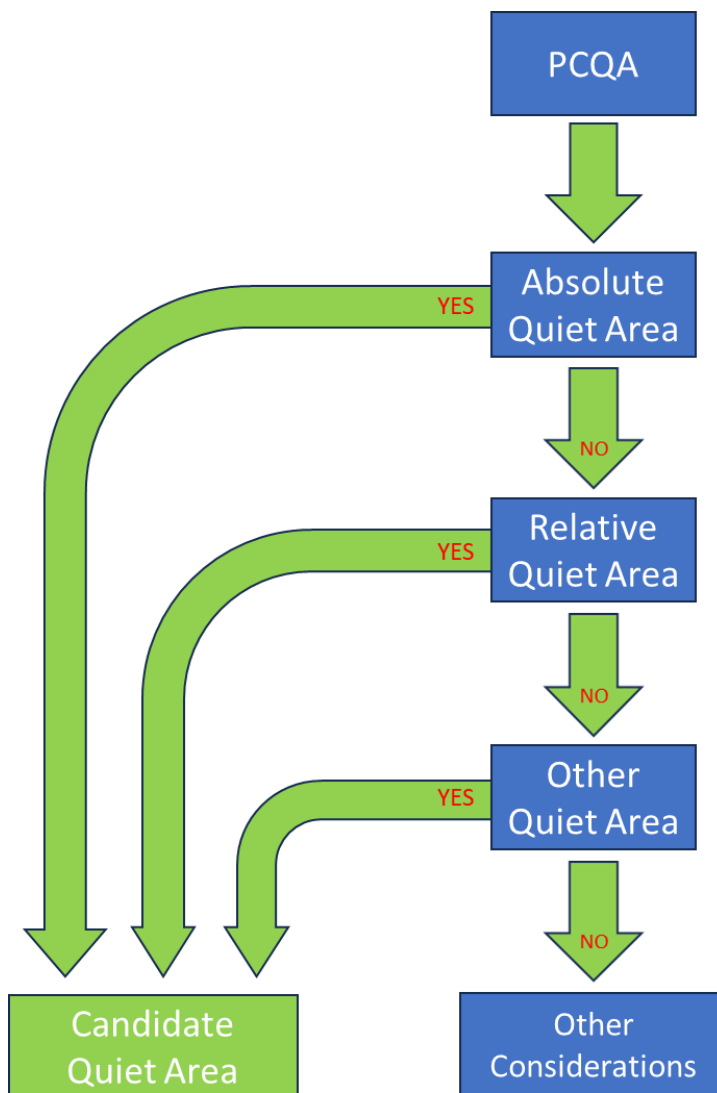 PCQA
Absolute
Quiet Area
YES
NO
Relative
Quiet Area
YES
NO
Other
Quiet Area
YES
NO
Candidate
Quiet Area
Other
Considerations